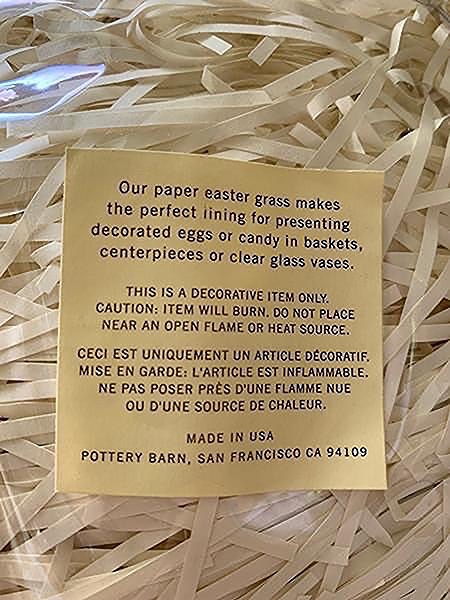 Our paper easter grass makes
the perfect lining for presenting
decorated eggs or candy in baskets,
centerpieces or clear glass vases.
THIS IS A DECORATIVE ITEM ONLY.
CAUTION: ITEM WILL BURN. DO NOT PLACE
NEAR AN OPEN FLAME OR HEAT SOURCE.
CECI EST UNIQUEMENT UN ARTICLE DÉCORATIF.
MISE EN GARDE: L'ARTICLE EST INFLAMMABLE.
NE PAS POSER PRÈS D'UNE FLAMME NUE
OU D'UNE SOURCE DE CHALEUR.
MADE IN USA
POTTERY BARN, SAN FRANCISCO CA 94109